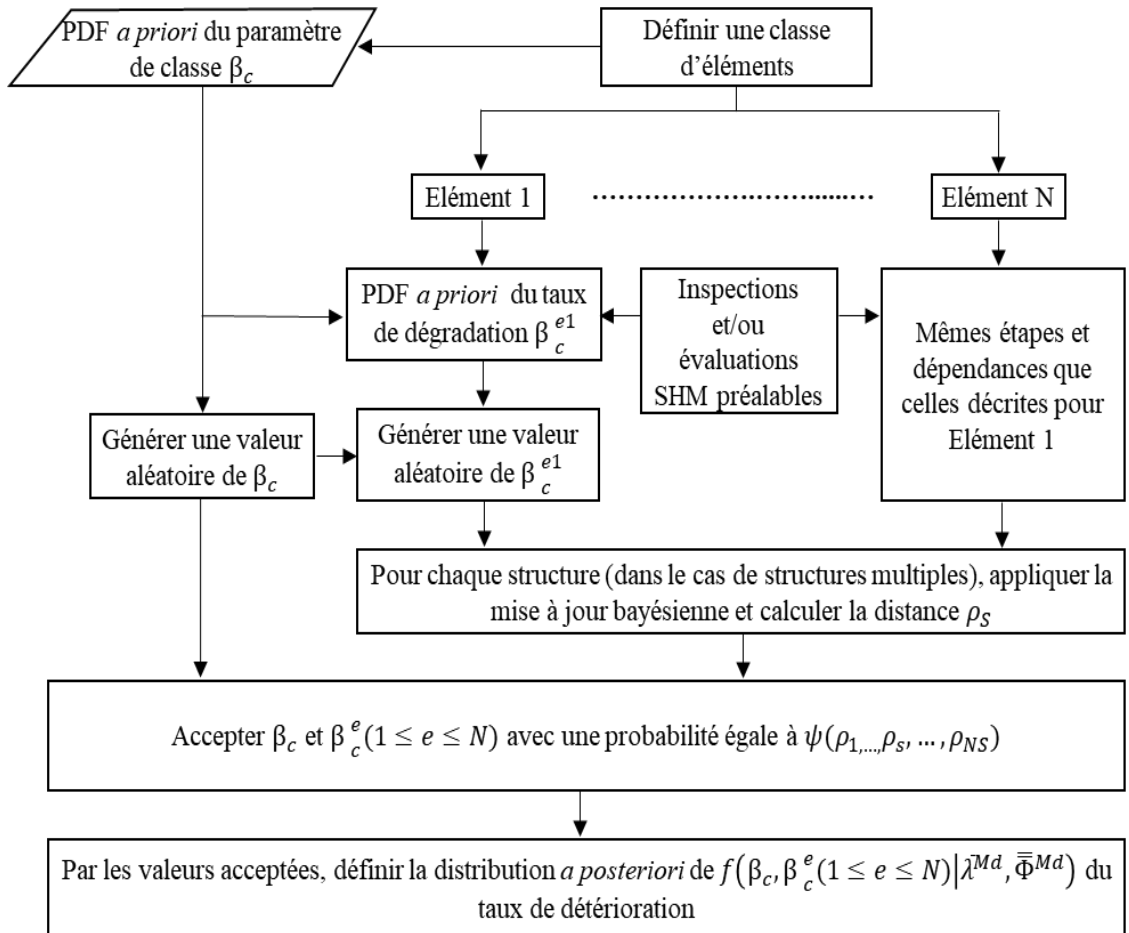 PDF a priori du paramètre
de classe β_c
Définir une classe
d'éléments
Elément 1
………………………......…
Elément N
PDF a priori du taux
de dégradation β_c^{e1}
Inspections
et/ou
évaluations
SHM préalables
Mêmes étapes et
dépendances que
celles décrites pour
Elément 1
Générer une valeur
aléatoire de β_c
Générer une valeur
aléatoire de β_c^{e1}
Pour chaque structure (dans le cas de structures multiples), appliquer la
mise à jour bayésienne et calculer la distance ρ_S
Accepter β_c et β_c^e(1 ≤ e ≤ N) avec une probabilité égale à ψ(ρ_{1,…,}ρ_s, … , ρ_{NS})
Par les valeurs acceptées, définir la distribution a posteriori de f(β_c, β_c^e(1 ≤ e ≤ N)|λ̄^{Md}, Φ̿^{Md}) du
taux de détérioration